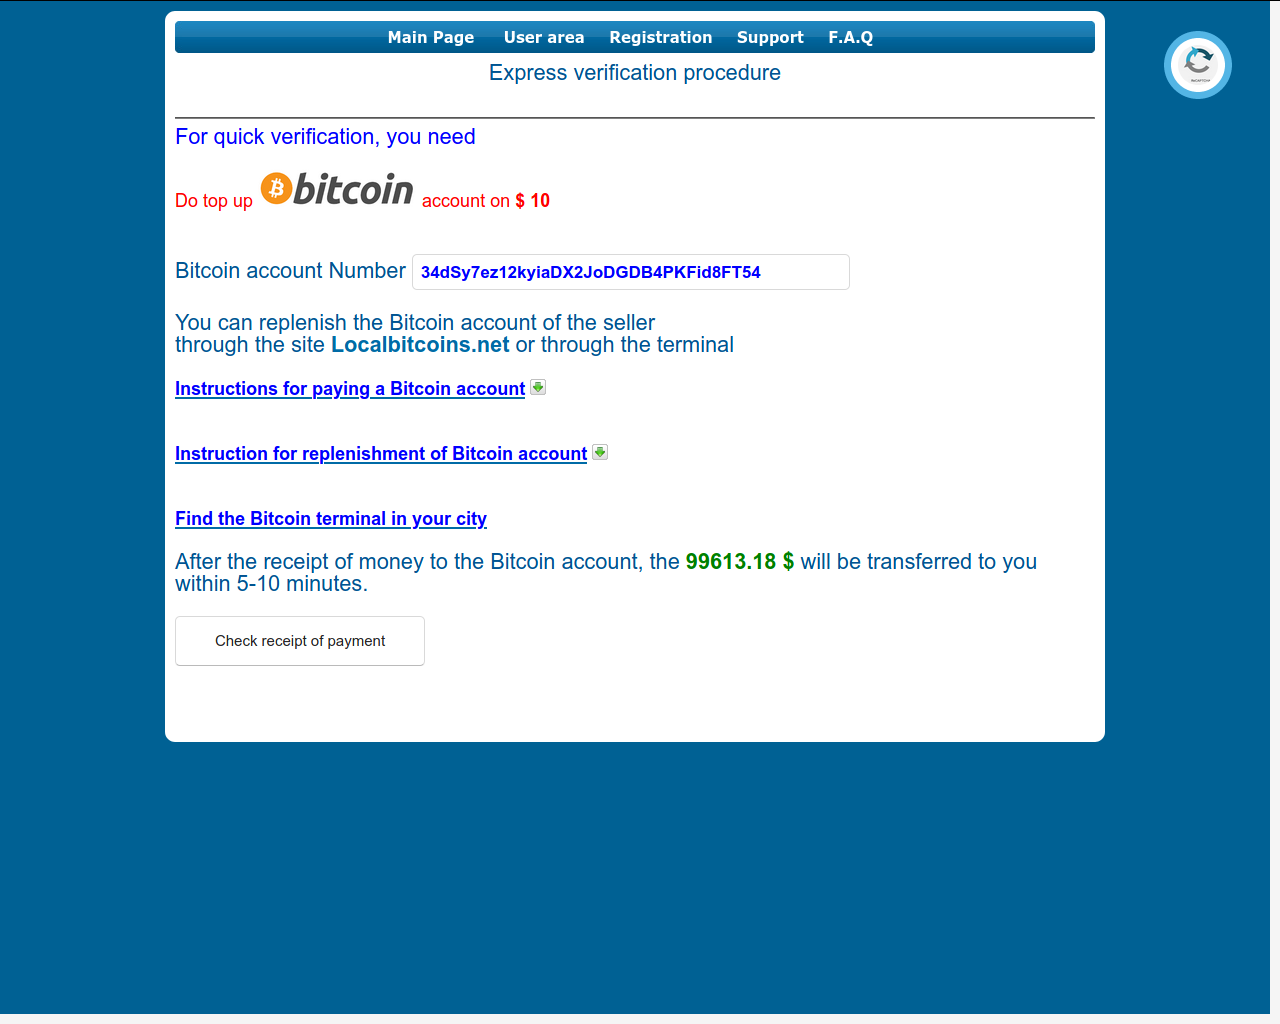 Main Page User area Registration Support F.A.Q
Express verification procedure
For quick verification, you need
Do top up bitcoin account on $ 10
Bitcoin account Number 34dSy7ez12kyiaDX2JoDGDB4PKFid8FT54
You can replenish the Bitcoin account of the seller
through the site Localbitcoins.net or through the terminal
Instructions for paying a Bitcoin account
Instruction for replenishment of Bitcoin account
Find the Bitcoin terminal in your city
After the receipt of money to the Bitcoin account, the 99613.18 $ will be transferred to you
within 5-10 minutes.
Check receipt of payment